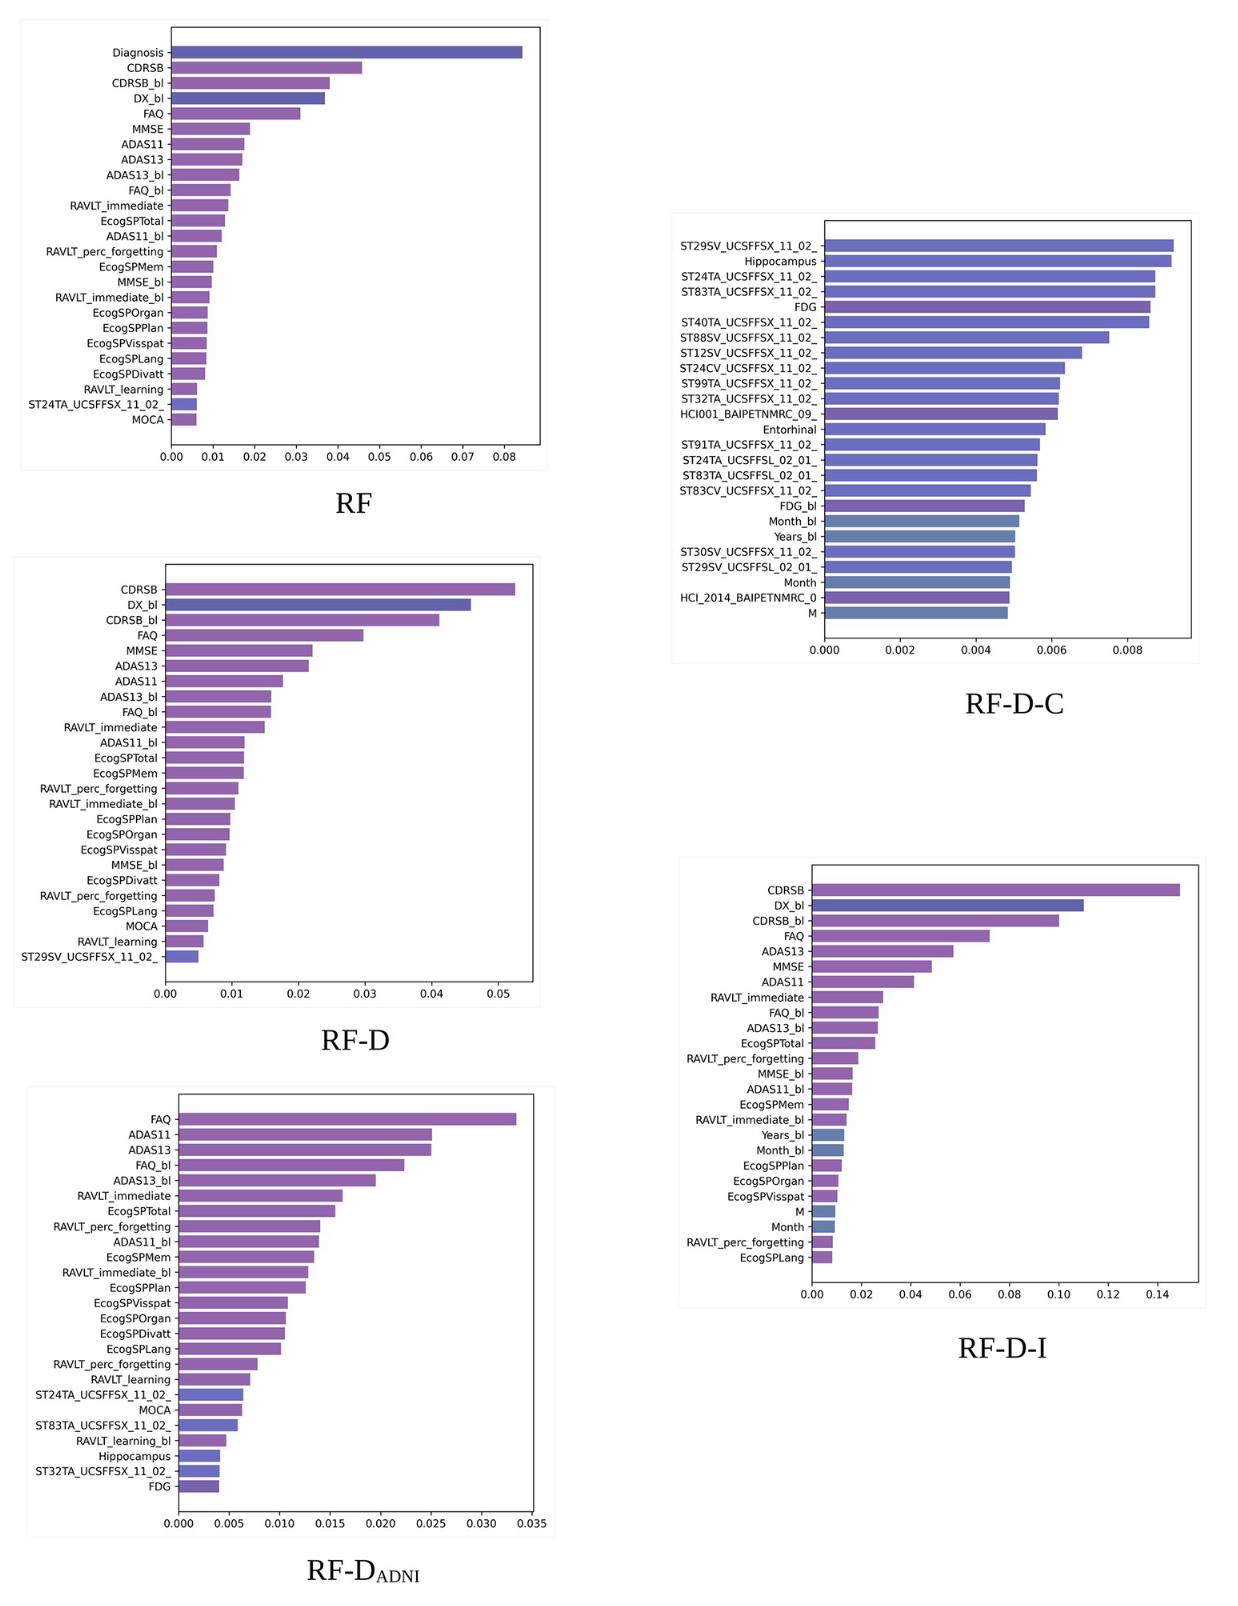 Diagnosis
CDRSB
CDRSB_bl
DX_bl
FAQ
MMSE
ADAS11
ADAS13
ADAS13_bl
FAQ_bl
RAVLT_immediate
EcogSPTotal
ADAS11_bl
RAVLT_perc_forgetting
EcogSPMem
MMSE_bl
RAVLT_immediate_bl
EcogSPOrgan
EcogSPPlan
EcogSPVisspat
EcogSPLang
EcogSPDivatt
RAVLT_learning
ST24TA_UCSFFSX_11_02_
MOCA
0.00 0.01 0.02 0.03 0.04 0.05 0.06 0.07 0.08
RF
ST29SV_UCSFFSX_11_02_
Hippocampus
ST24TA_UCSFFSX_11_02_
ST83TA_UCSFFSX_11_02_
FDG
ST40TA_UCSFFSX_11_02_
ST88SV_UCSFFSX_11_02_
ST12SV_UCSFFSX_11_02_
ST24CV_UCSFFSX_11_02_
ST99TA_UCSFFSX_11_02_
ST32TA_UCSFFSX_11_02_
HCI001_BAIPETNMRC_09_
Entorhinal
ST91TA_UCSFFSX_11_02_
ST24TA_UCSFFSL_02_01_
ST83TA_UCSFFSL_02_01_
ST83CV_UCSFFSX_11_02_
FDG_bl
Month_bl
Years_bl
ST30SV_UCSFFSX_11_02_
ST29SV_UCSFFSL_02_01_
Month
HCI_2014_BAIPETNMRC_0
M
0.000 0.002 0.004 0.006 0.008
RF-D-C
CDRSB
DX_bl
CDRSB_bl
FAQ
MMSE
ADAS13
ADAS11
ADAS13_bl
FAQ_bl
RAVLT_immediate
ADAS11_bl
EcogSPTotal
EcogSPMem
RAVLT_perc_forgetting
RAVLT_immediate_bl
EcogSPPlan
EcogSPOrgan
EcogSPVisspat
MMSE_bl
EcogSPDivatt
RAVLT_perc_forgetting
EcogSPLang
MOCA
RAVLT_learning
ST29SV_UCSFFSX_11_02_
0.00 0.01 0.02 0.03 0.04 0.05
RF-D
CDRSB
DX_bl
CDRSB_bl
FAQ
ADAS13
MMSE
ADAS11
RAVLT_immediate
FAQ_bl
ADAS13_bl
EcogSPTotal
RAVLT_perc_forgetting
MMSE_bl
ADAS11_bl
EcogSPMem
RAVLT_immediate_bl
Years_bl
Month_bl
EcogSPPlan
EcogSPOrgan
EcogSPVisspat
M
Month
RAVLT_perc_forgetting
EcogSPLang
0.00 0.02 0.04 0.06 0.08 0.10 0.12 0.14
RF-D-I
FAQ
ADAS11
ADAS13
FAQ_bl
ADAS13_bl
RAVLT_immediate
EcogSPTotal
RAVLT_perc_forgetting
ADAS11_bl
EcogSPMem
RAVLT_immediate_bl
EcogSPPlan
EcogSPVisspat
EcogSPOrgan
EcogSPDivatt
EcogSPLang
RAVLT_perc_forgetting
RAVLT_learning
ST24TA_UCSFFSX_11_02_
MOCA
ST83TA_UCSFFSX_11_02_
RAVLT_learning_bl
Hippocampus
ST32TA_UCSFFSX_11_02_
FDG
0.000 0.005 0.010 0.015 0.020 0.025 0.030 0.035
RF-DADNI